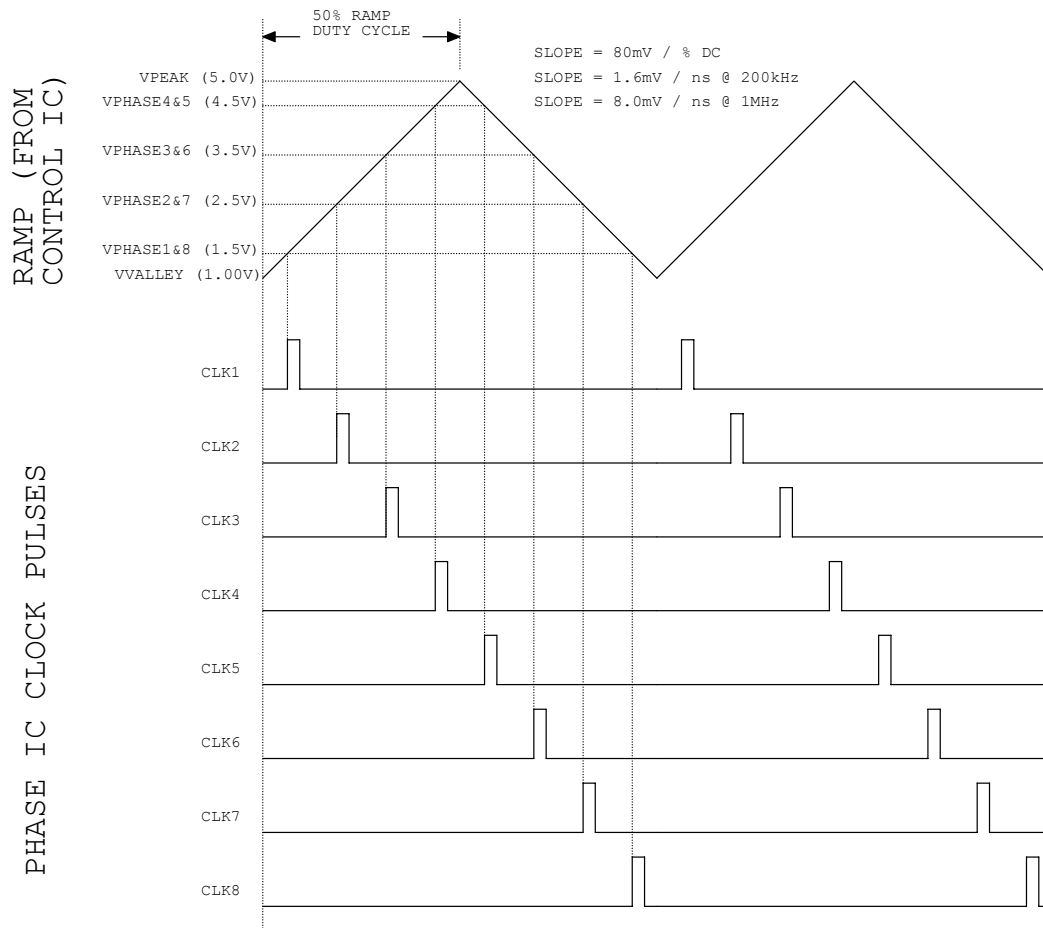 50% RAMP
DUTY CYCLE
SLOPE = 80mV / % DC
SLOPE = 1.6mV / ns @ 200kHz
SLOPE = 8.0mV / ns @ 1MHz
RAMP (FROM
CONTROL IC)
VPEAK (5.0V)
VPHASE4&5 (4.5V)
VPHASE3&6 (3.5V)
VPHASE2&7 (2.5V)
VPHASE1&8 (1.5V)
VVALLEY (1.00V)
PHASE IC CLOCK PULSES
CLK1
CLK2
CLK3
CLK4
CLK5
CLK6
CLK7
CLK8